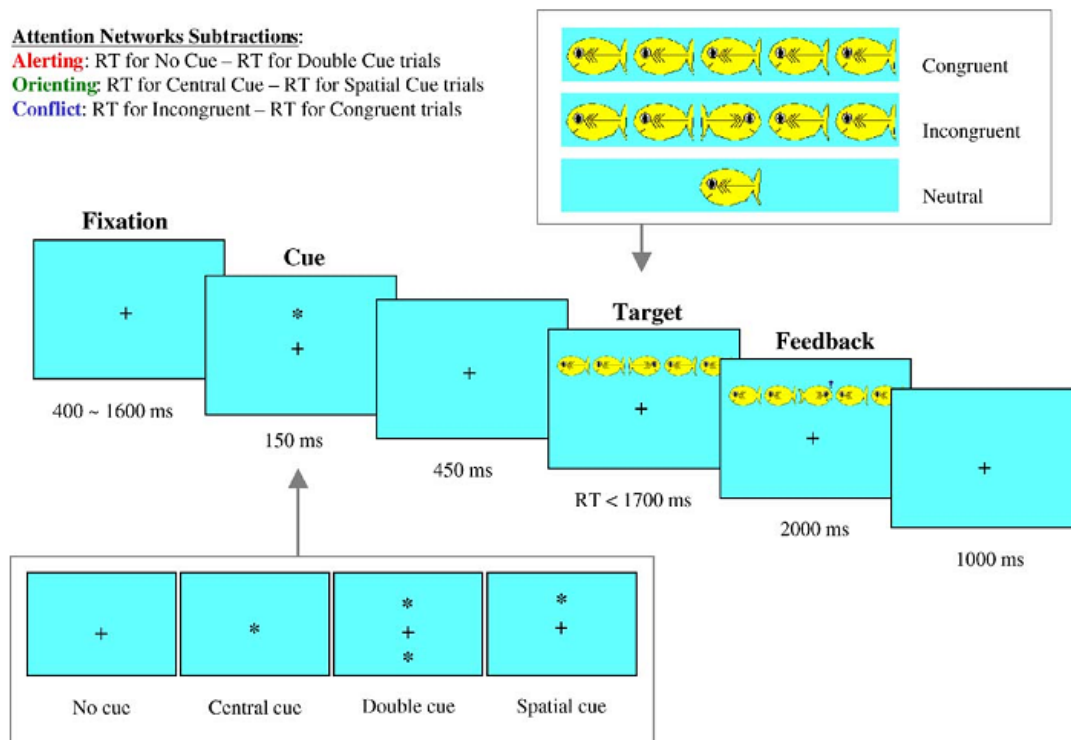 Attention Networks Subtractions:
Alerting: RT for No Cue – RT for Double Cue trials
Orienting: RT for Central Cue – RT for Spatial Cue trials
Conflict: RT for Incongruent – RT for Congruent trials
Congruent
Incongruent
Neutral
Fixation
Cue
Target
Feedback
400 ~ 1600 ms
150 ms
450 ms
RT < 1700 ms
2000 ms
1000 ms
No cue
Central cue
Double cue
Spatial cue